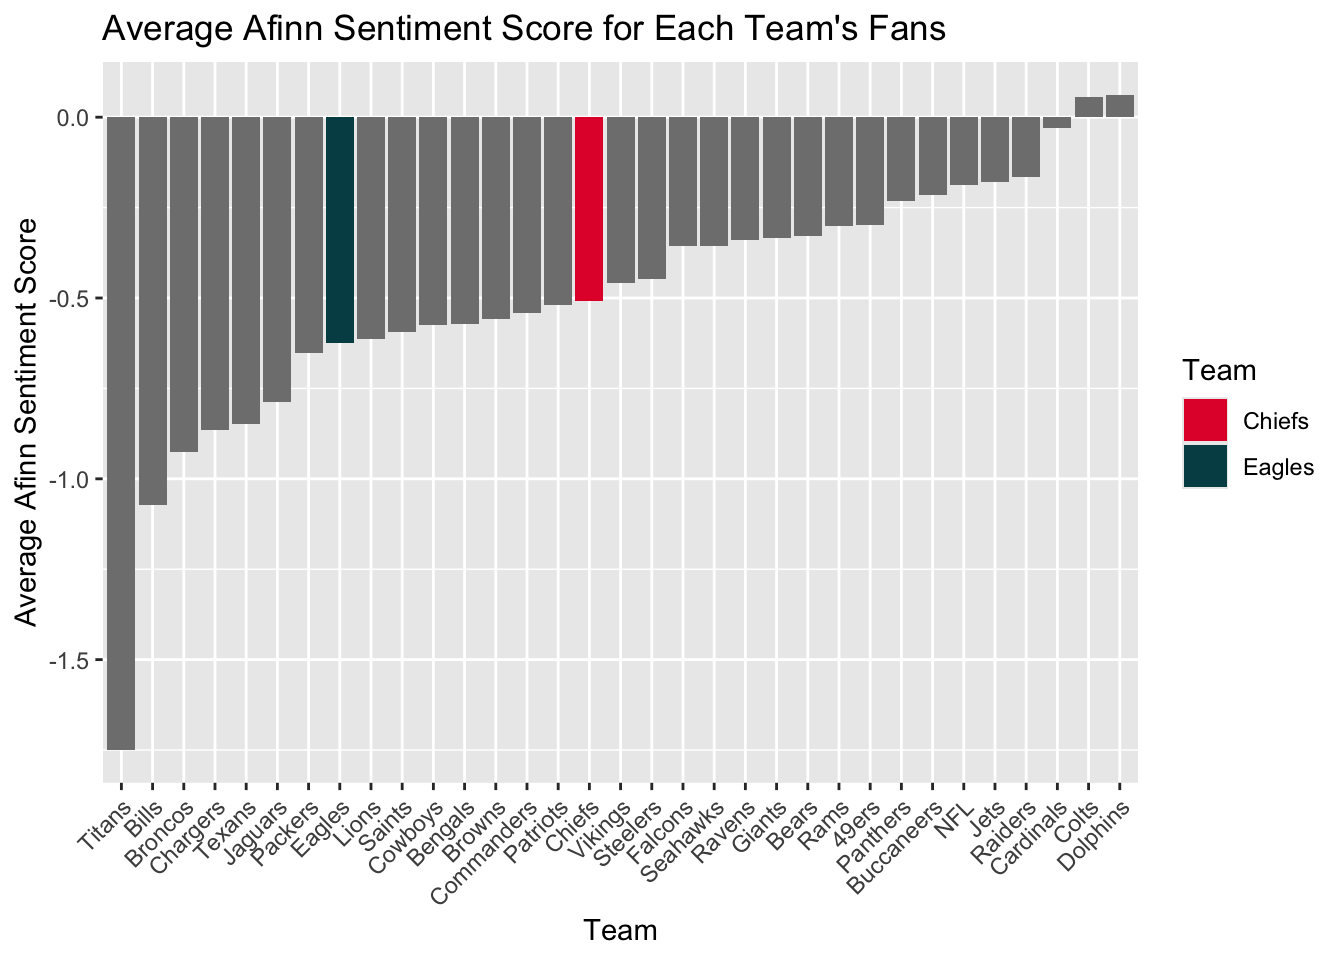 Average Afinn Sentiment Score for Each Team's Fans
Average Afinn Sentiment Score
0.0
-0.5
-1.0
-1.5
Titans
Bills
Broncos
Chargers
Texans
Jaguars
Packers
Eagles
Lions
Saints
Cowboys
Bengals
Browns
Commanders
Patriots
Chiefs
Vikings
Steelers
Falcons
Seahawks
Ravens
Giants
Bears
Rams
49ers
Panthers
Buccaneers
NFL
Jets
Raiders
Cardinals
Colts
Dolphins
Team
Team
Chiefs
Eagles